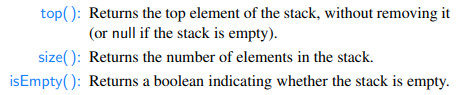 top( ): Returns the top element of the stack, without removing it
(or null if the stack is empty).
size( ): Returns the number of elements in the stack.
isEmpty( ): Returns a boolean indicating whether the stack is empty.